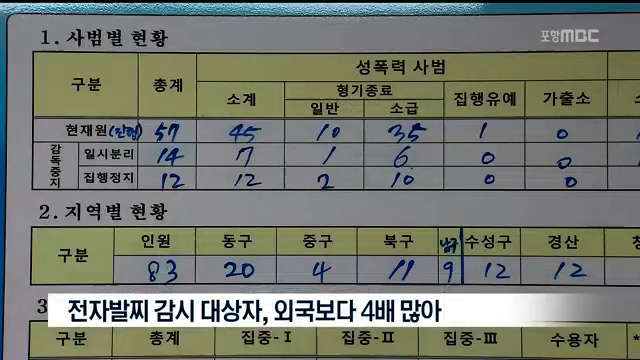 포항MBC
1. 사범별 현황
구분 총계 성폭력 사범
소계 형기종료 집행유예 가출소
일반 소급
현재원(진행) 57 45 10 35 1 0
감독중지 일시분리 14 7 1 6 0 0
집행정지 12 12 2 10 0 0
2. 지역별 현황
구분 인원 동구 중구 북구 남구 수성구 경산
83 20 4 11 9 12 12
전자발찌 감시 대상자, 외국보다 4배 많아
구분 집중-Ⅰ 집중-Ⅱ 집중-Ⅲ 수용자